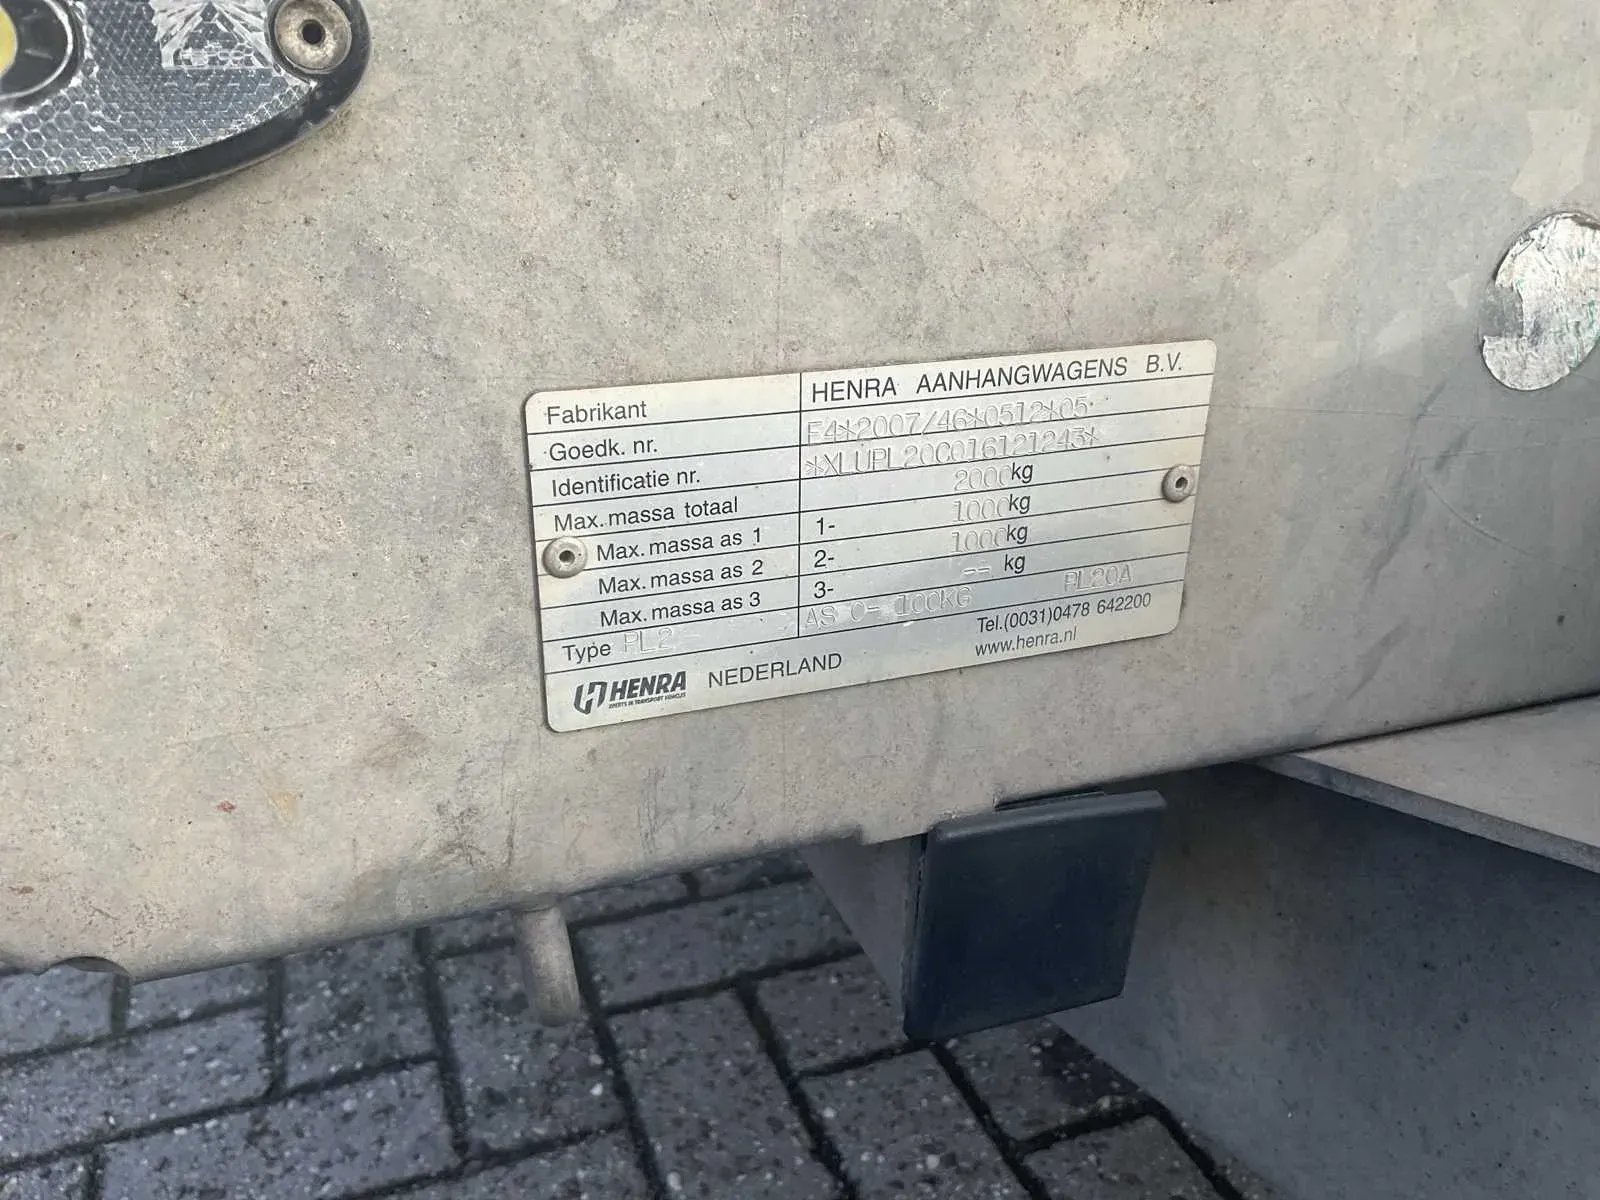 Fabrikant HENRA AANHANGWAGENS B.V.
Goedk. nr. F4*2007/46*0512*05
Identificatie nr. *XLUPL20C016121243*
Max. massa totaal 2000kg
Max. massa as 1 1- 1000kg
Max. massa as 2 2- 1000kg
Max. massa as 3 3- -- kg
Type PL2 AS 0- 100KG PL20A
HENRA NEDERLAND Tel.(0031)0478 642200
www.henra.nl